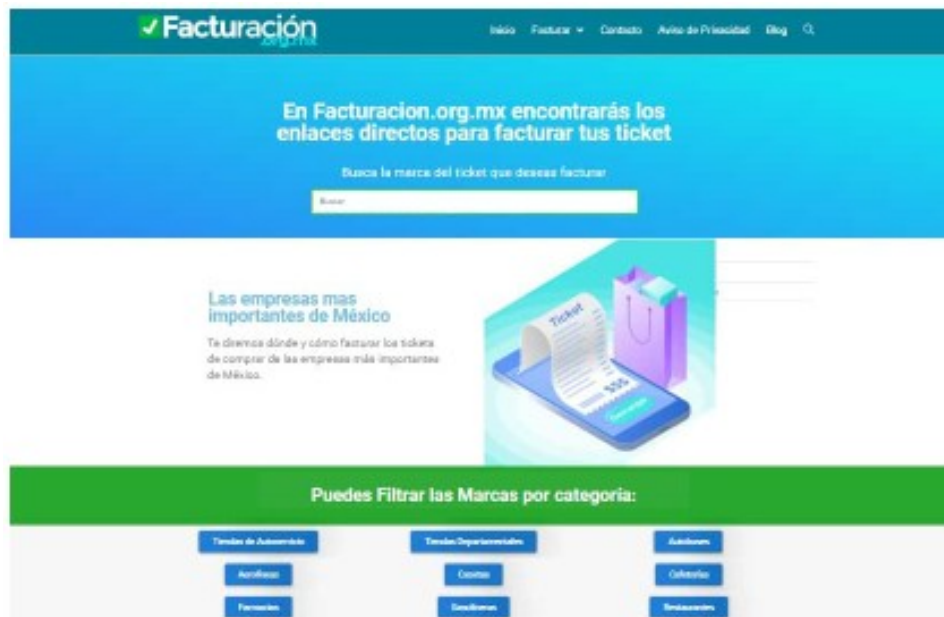 Facturación
.org.mx
Inicio Facturar Contacto Aviso de Privacidad Blog
En Facturacion.org.mx encontrarás los
enlaces directos para facturar tus ticket
Busca la marca del ticket que deseas facturar
Buscar
Las empresas mas
importantes de México
Te diremos dónde y cómo facturar los tickets
de comprar de las empresas más importantes
de México.
Ticket
$$$
Puedes Filtrar las Marcas por categoria:
Tiendas de Autoservicio Tiendas Departamentales Autobuses
Aerolíneas Casetas Cafeterías
Farmacias Gasolineras Restaurantes